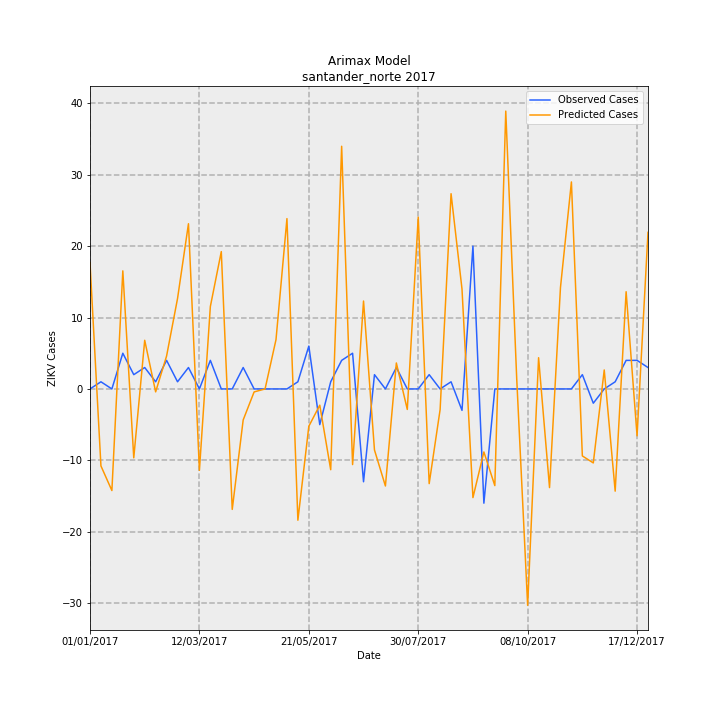 Arimax Model
santander_norte 2017
Observed Cases
Predicted Cases
ZIKV Cases
40
30
20
10
0
−10
−20
−30
01/01/2017 12/03/2017 21/05/2017 30/07/2017 08/10/2017 17/12/2017
Date